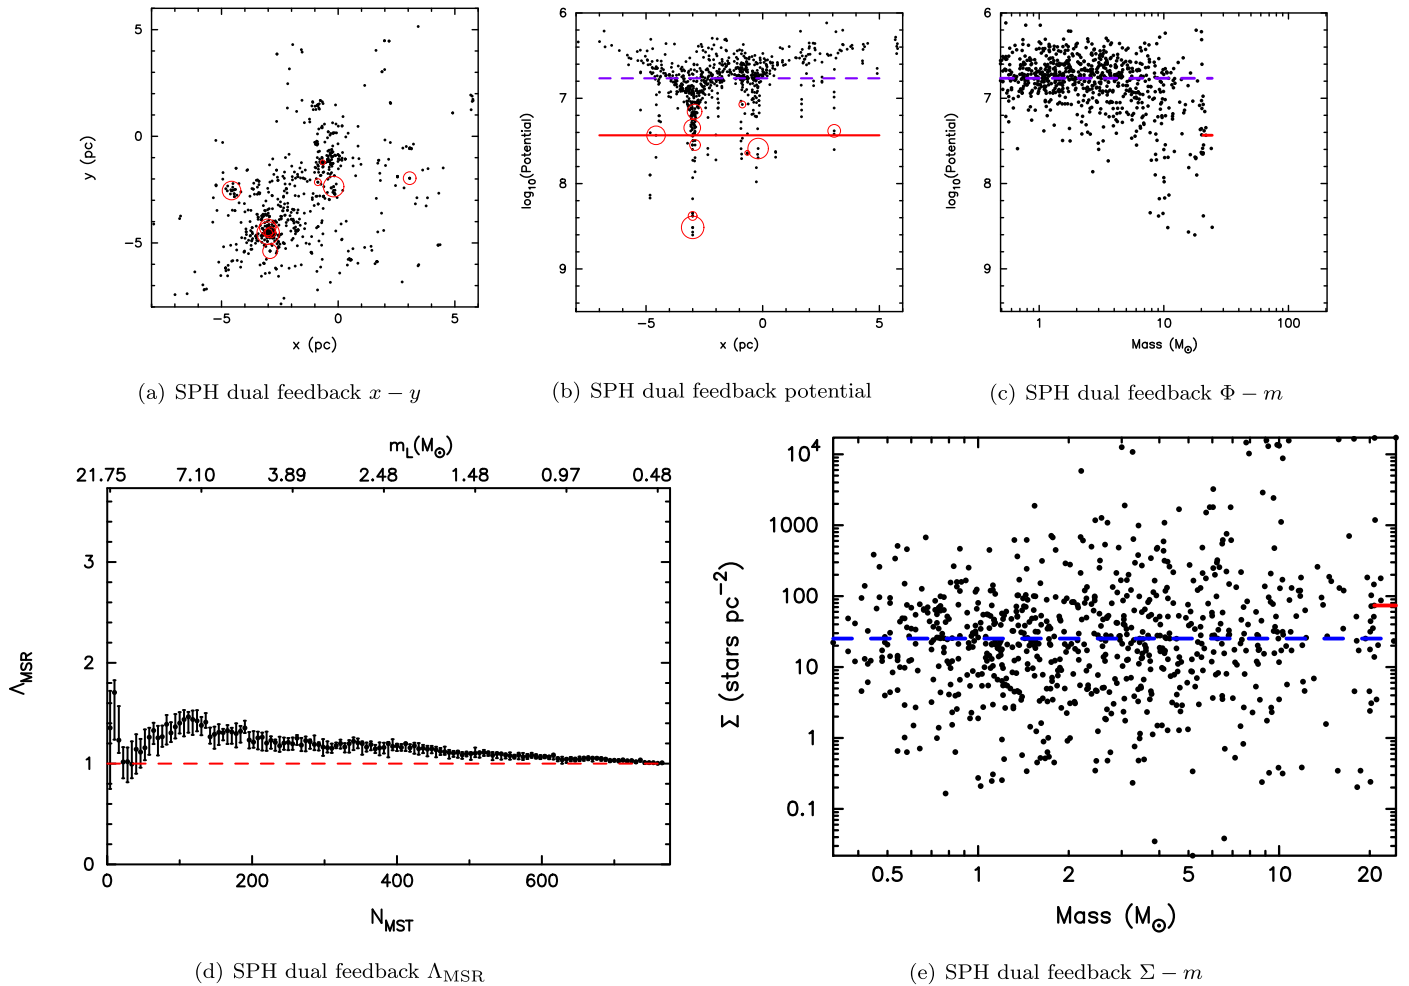 5
0
−5
y (pc)
−5 0 5
x (pc)
(a) SPH dual feedback x − y
6
7
8
9
log10(Potential)
−5 0 5
x (pc)
(b) SPH dual feedback potential
6
7
8
9
log10(Potential)
1 10 100
Mass (M⊙)
(c) SPH dual feedback Φ − m
mL(M⊙)
21.75 7.10 3.89 2.48 1.48 0.97 0.48
3
2
1
0
ΛMSR
0 200 400 600
NMST
(d) SPH dual feedback ΛMSR
10⁴
1000
100
10
1
0.1
Σ (stars pc⁻²)
0.5 1 2 5 10 20
Mass (M⊙)
(e) SPH dual feedback Σ − m